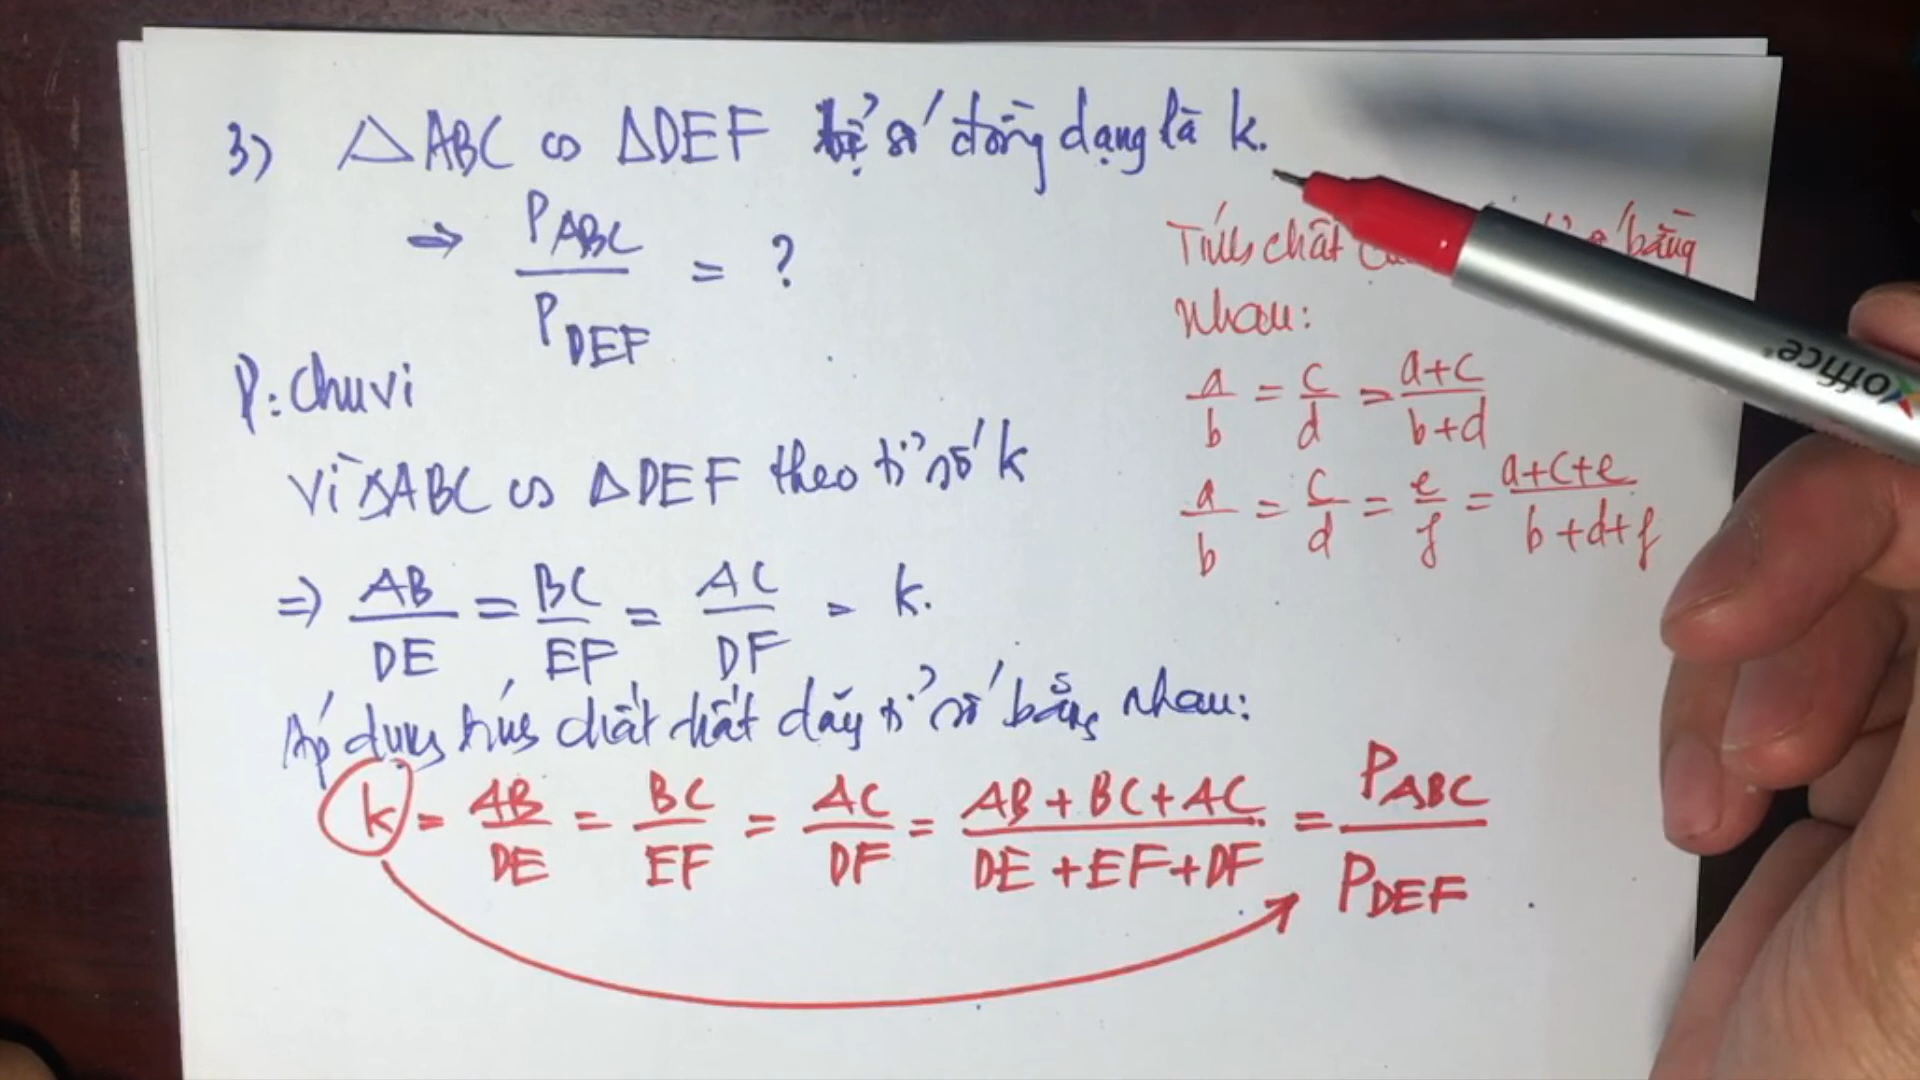 3) △ABC ∽ △DEF tỉ số đồng dạng là k.
⇒ P_ABC / P_DEF = ?
P: Chu vi
Vì △ABC ∽ △DEF theo tỉ số k
⇒ AB/DE = BC/EF = AC/DF = k.
Áp dụng tính chất chất dãy tỉ số bằng nhau:
k = AB/DE = BC/EF = AC/DF = (AB + BC + AC)/(DE + EF + DF) = P_ABC / P_DEF
Tính chất bằng
nhau:
a/b = c/d = (a+c)/(b+d)
a/b = c/d = e/f = (a+c+e)/(b+d+f)
office